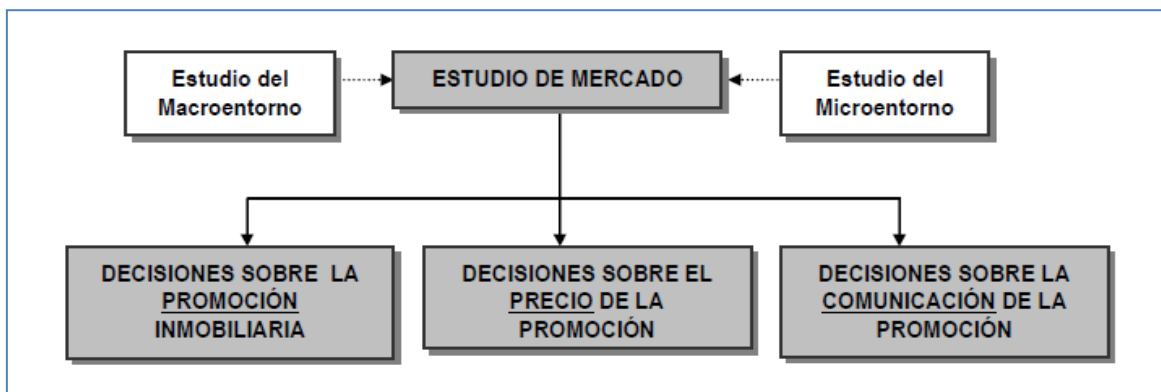 Estudio del
Macroentorno
ESTUDIO DE MERCADO
Estudio del
Microentorno
DECISIONES SOBRE LA
PROMOCIÓN
INMOBILIARIA
DECISIONES SOBRE EL
PRECIO DE LA
PROMOCIÓN
DECISIONES SOBRE LA
COMUNICACIÓN DE LA
PROMOCIÓN